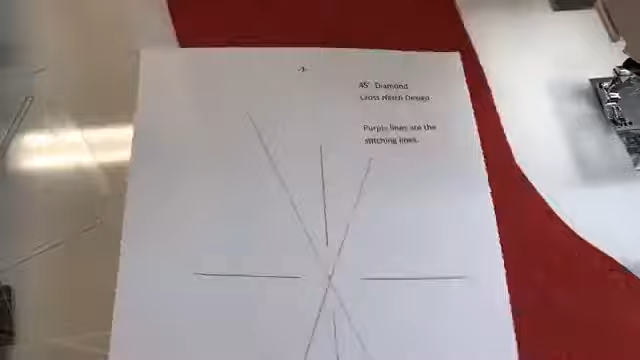 45° Diamond
Cross Hatch Design
Purple lines are the
stitching lines.